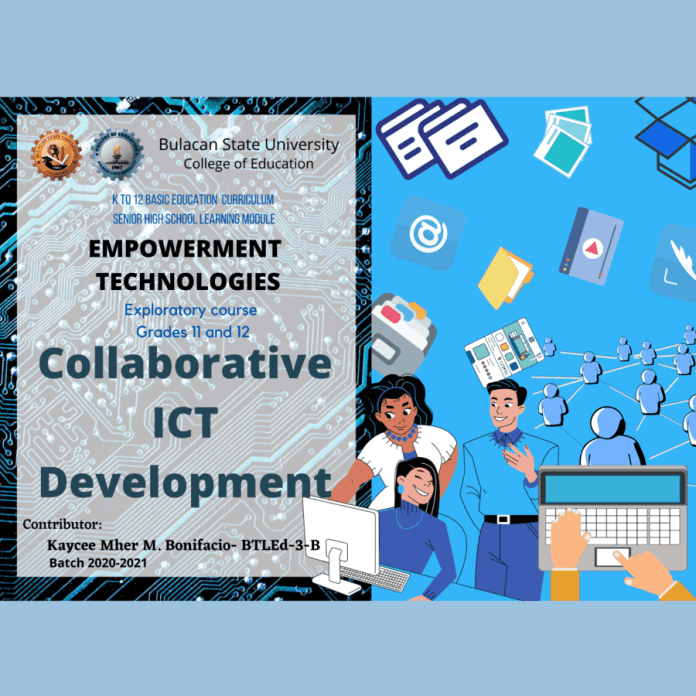 Bulacan State University
College of Education
K TO 12 BASIC EDUCATION CURRICULUM
SENIOR HIGH SCHOOL LEARNING MODULE
EMPOWERMENT
TECHNOLOGIES
Exploratory course
Grades 11 and 12
Collaborative
ICT
Development
Contributor:
Kaycee Mher M. Bonifacio- BTLEd-3-B
Batch 2020-2021